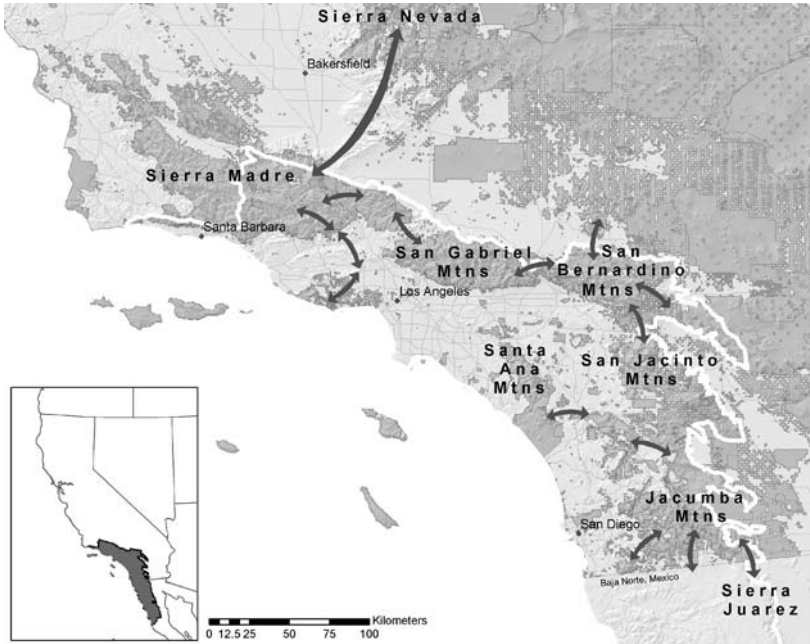 Sierra Nevada
Bakersfield
Sierra Madre
Santa Barbara
San Gabriel
Mtns
San
Bernardino
Mtns
Los Angeles
Santa
Ana
Mtns
San Jacinto
Mtns
Jacumba
Mtns
San Diego
Baja Norte, Mexico
Sierra
Juarez
Kilometers
0 12.5 25 50 75 100